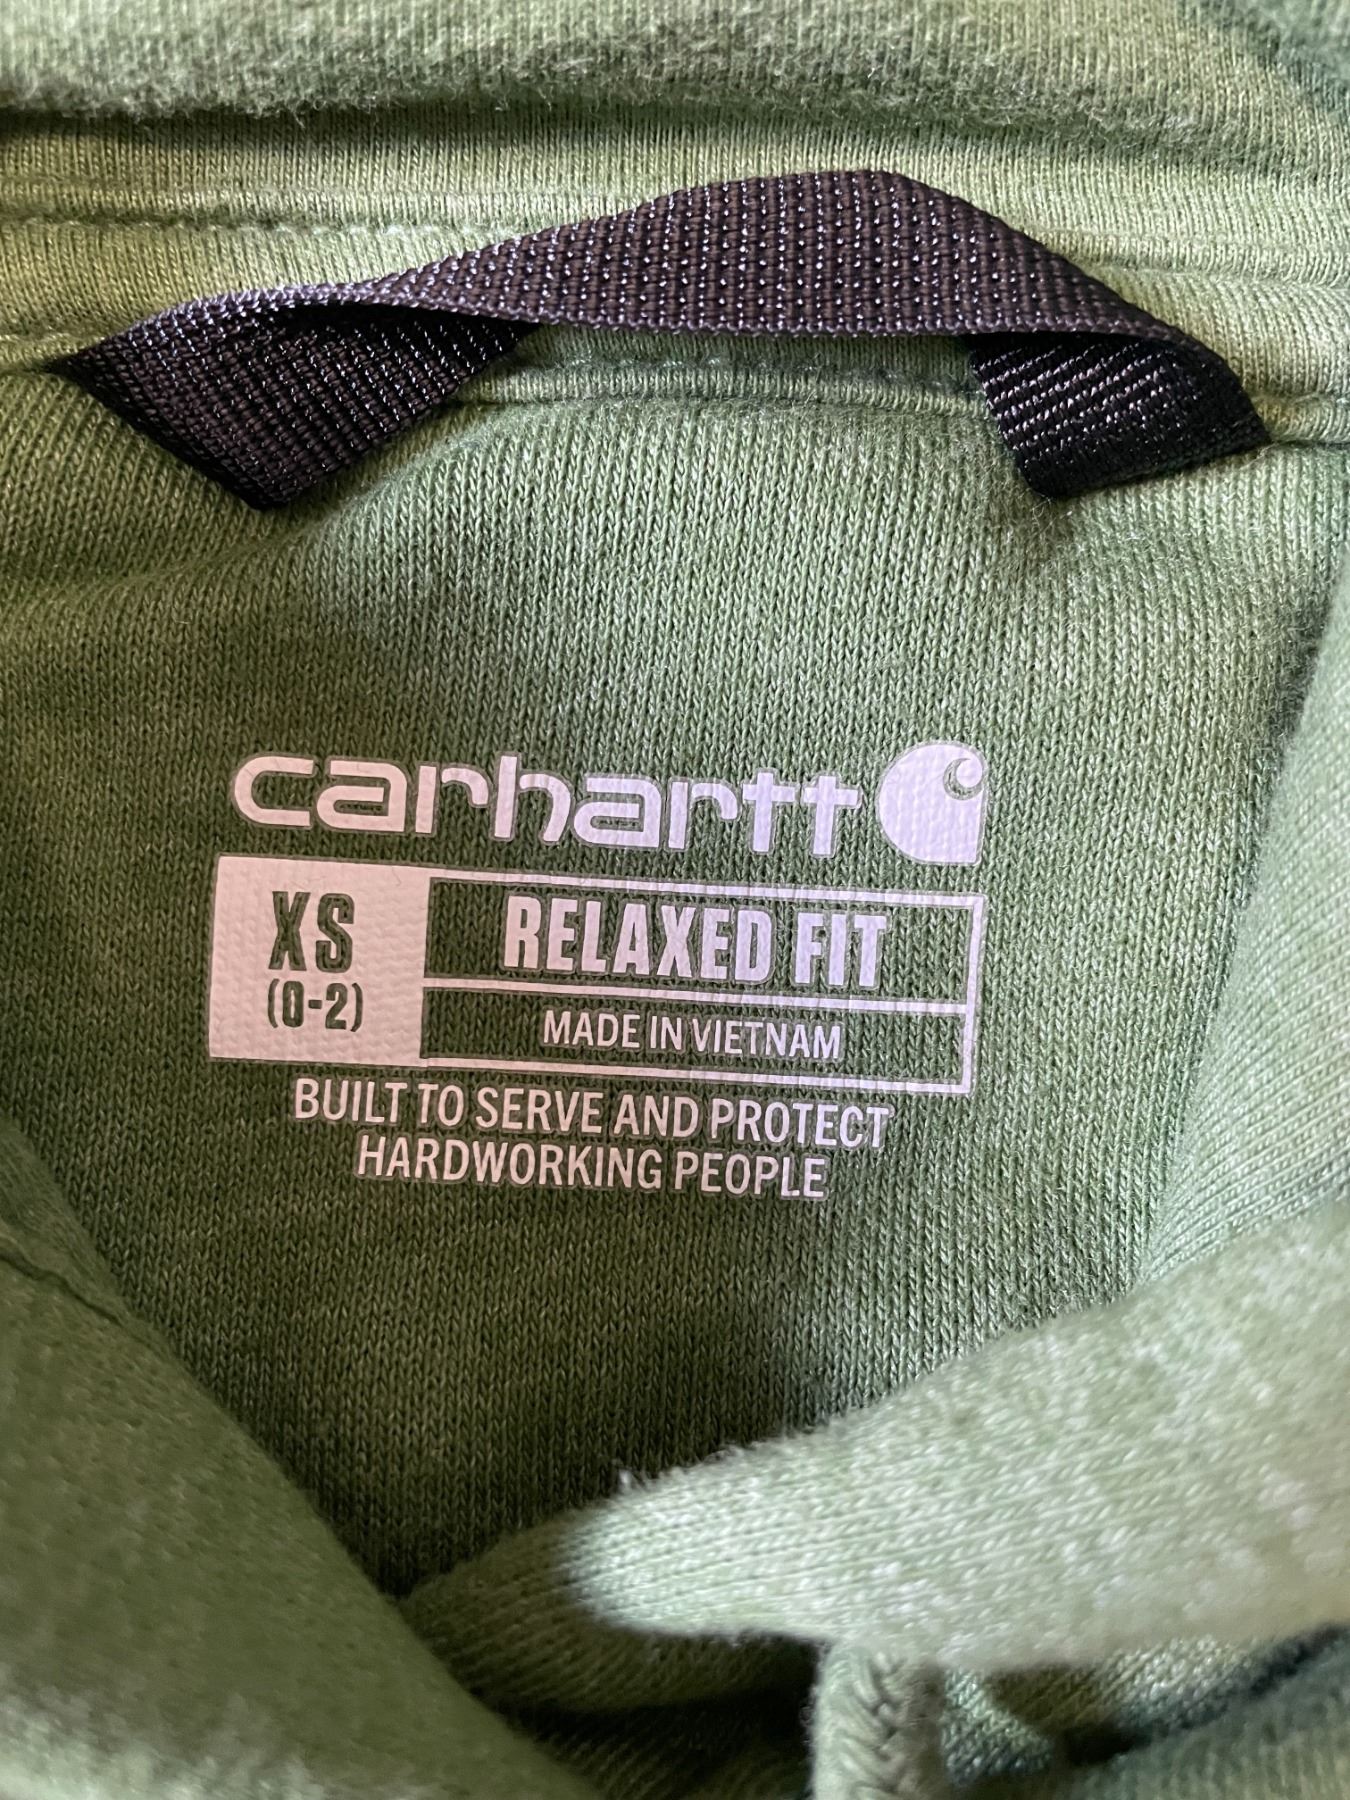 carhartt
XS
(0-2)
RELAXED FIT
MADE IN VIETNAM
BUILT TO SERVE AND PROTECT
HARDWORKING PEOPLE